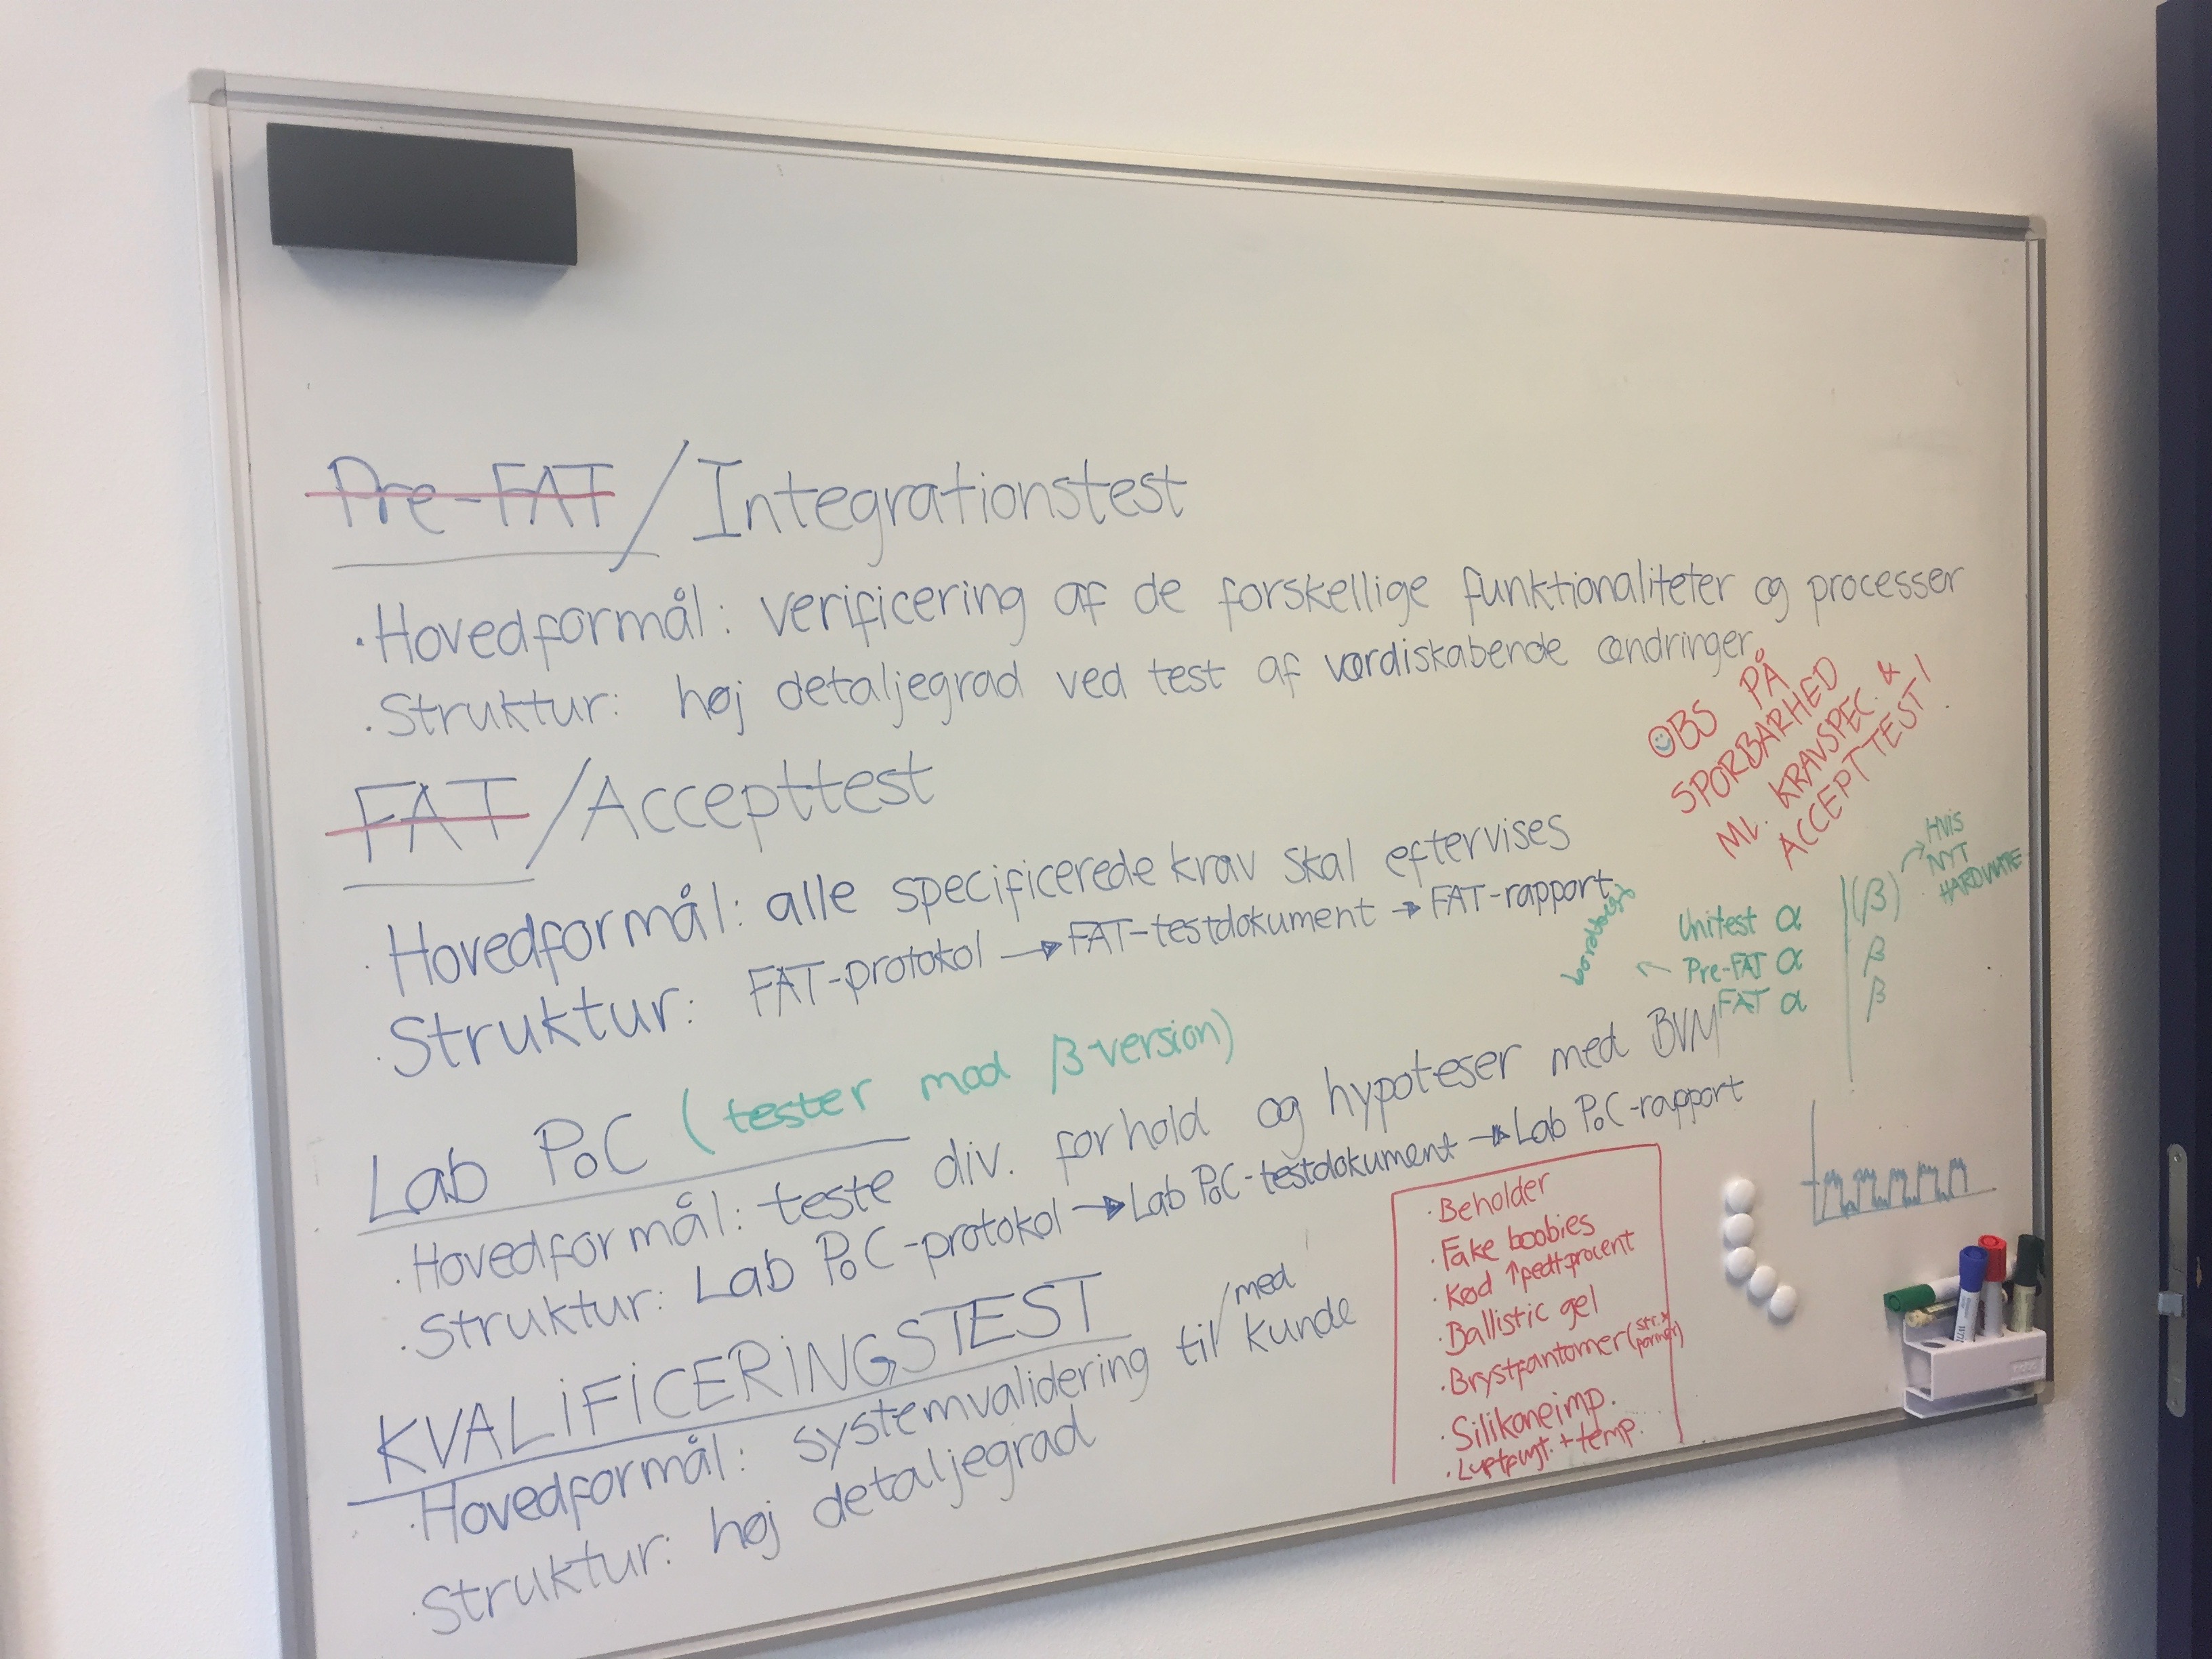 Pre-FAT / Integrationstest
· Hovedformål: verificering af de forskellige funktionaliteter og processer
· Struktur: høj detaljegrad ved test af værdiskabende ændringer.
OBS PÅ
SPORBARHED
ML. KRAVSPEC. &
ACCEPTTEST!
FAT / Accepttest
· Hovedformål: alle specificerede krav skal eftervises
· Struktur: FAT-protokol → FAT-testdokument → FAT-rapport
HVIS
NYT
HARDWARE
Unitest α (β)
Pre-FAT α β
FAT α β
Lab PoC (tester mod β-version)
· Hovedformål: teste div. forhold og hypoteser med BVM
· Struktur: Lab PoC-protokol → Lab PoC-testdokument → Lab PoC-rapport
KVALIFICERINGSTEST
· Hovedformål: systemvalidering til/med kunde
· Struktur: høj detaljegrad
· Beholder
· Fake boobies
· Kød ↑ pedtprocent
· Ballistic gel
· Brystfantomer
· Silikoneimp.
· Luftfugt. + temp.